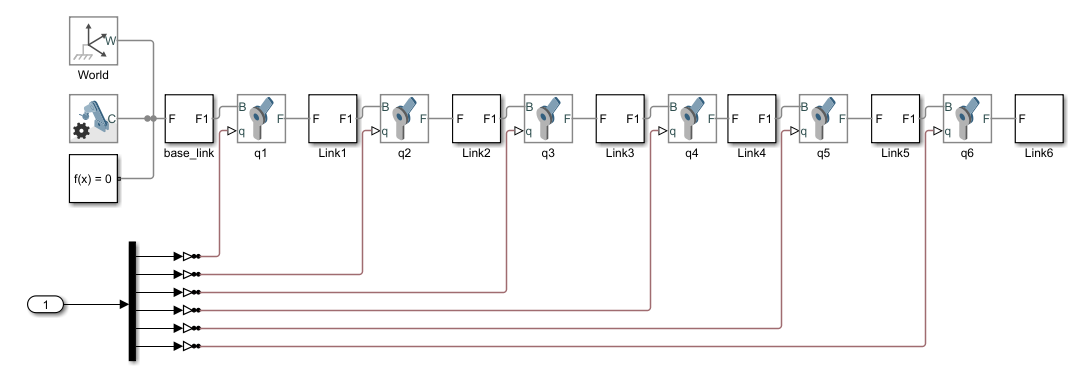 W
World
C
f(x) = 0
F F1 B F F F1 B F F F1 B F F F1 B F F F1 B F F F1 B F F
q q q q q q
base_link q1 Link1 q2 Link2 q3 Link3 q4 Link4 q5 Link5 q6 Link6
1